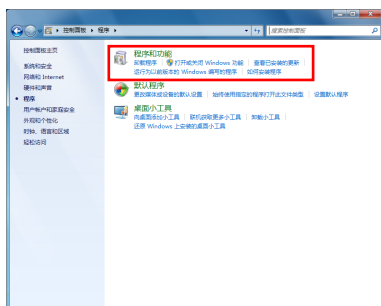 控制面板 ▸ 程序 ▸
搜索控制面板
控制面板主页
系统和安全
网络和 Internet
硬件和声音
程序
用户帐户和家庭安全
外观和个性化
时钟、语言和区域
轻松访问
程序和功能
卸载程序 打开或关闭 Windows 功能 查看已安装的更新
运行为以前版本的 Windows 编写的程序 如何安装程序
默认程序
更改媒体或设备的默认设置 始终使用指定的程序打开此文件类型 设置默认程序
桌面小工具
向桌面添加小工具 联机获取更多小工具 卸载小工具
还原 Windows 上安装的桌面小工具